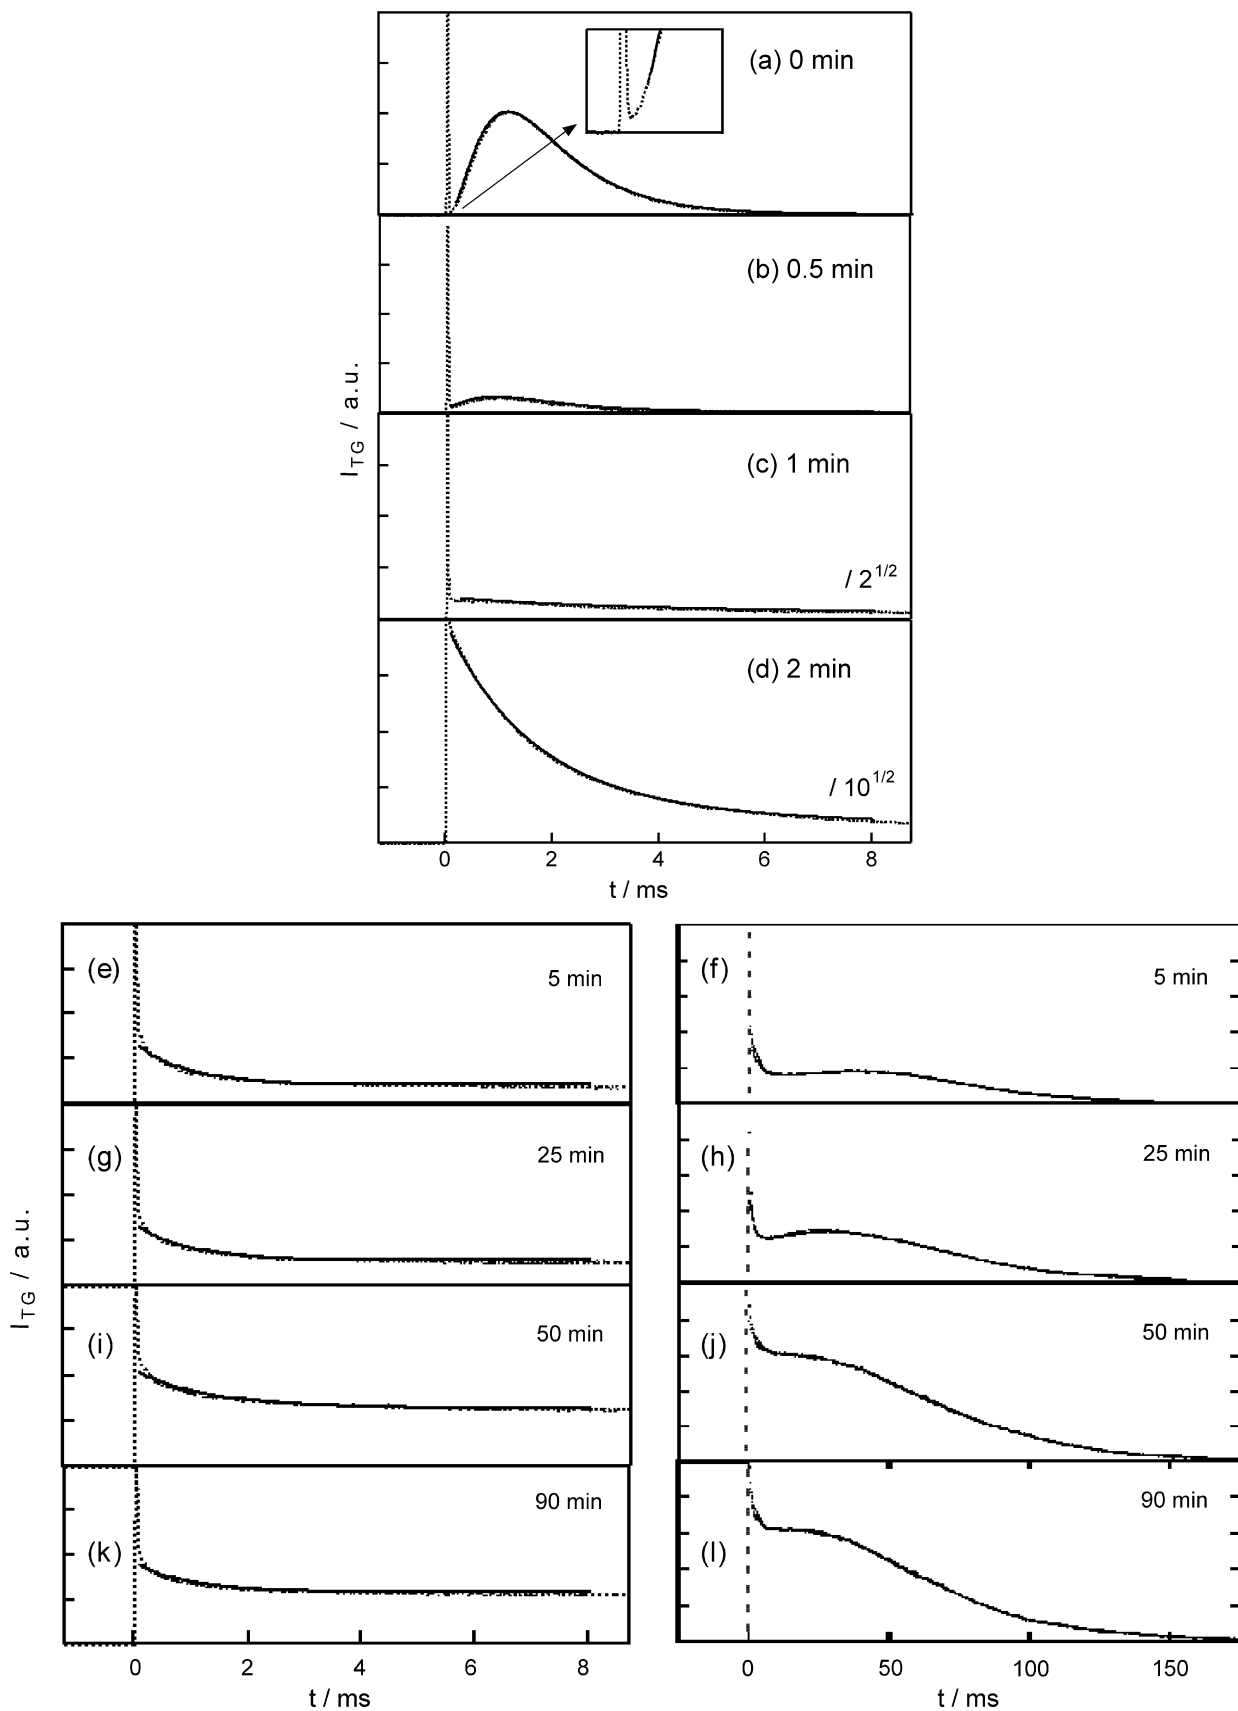 (a) 0 min
(b) 0.5 min
I_TG / a.u.
(c) 1 min
/ 2^1/2
(d) 2 min
/ 10^1/2
0 2 4 6 8
t / ms
(e) 5 min
(f) 5 min
(g) 25 min
(h) 25 min
I_TG / a.u.
(i) 50 min
(j) 50 min
(k) 90 min
(l) 90 min
0 2 4 6 8
t / ms
0 50 100 150
t / ms